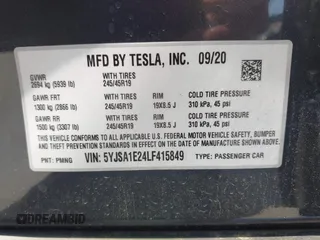 MFD BY TESLA, INC. 09/20
GVWR
2694 kg (5939 lb)
WITH TIRES
245/45R19
GAWR FRT
1300 kg (2866 lb)
WITH TIRES
245/45R19
RIM
19X8.5 J
COLD TIRE PRESSURE
310 kPa, 45 psi
GAWR RR
1500 kg (3307 lb)
WITH TIRES
245/45R19
RIM
19X8.5 J
COLD TIRE PRESSURE
310 kPa, 45 psi
THIS VEHICLE CONFORMS TO ALL APPLICABLE FEDERAL MOTOR VEHICLE SAFETY, BUMPER
AND THEFT PREVENTION STANDARDS IN EFFECT ON THE DATE OF MANUFACTURE SHOWN ABOVE.
PNT: PMNG VIN: 5YJSA1E24LF415849 TYPE: PASSENGER CAR
DREAMBID